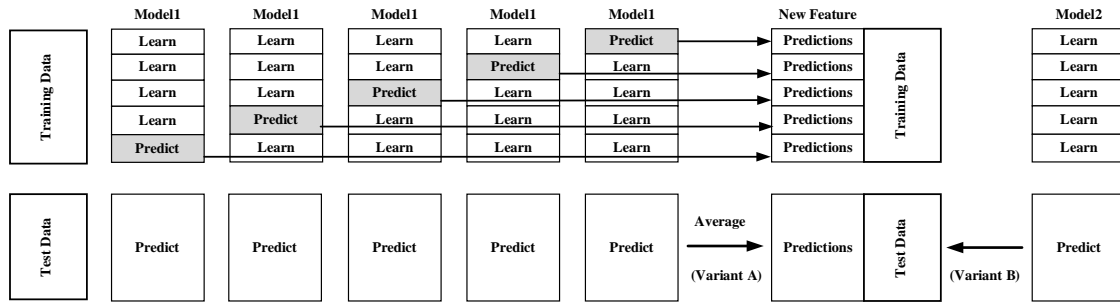 Model1 Model1 Model1 Model1 Model1 New Feature Model2
Training Data
Learn Learn Learn Learn Predict Predictions Learn
Learn Learn Learn Predict Learn Predictions Learn
Learn Learn Predict Learn Learn Predictions Learn
Learn Predict Learn Learn Learn Predictions Learn
Predict Learn Learn Learn Learn Predictions Learn
Training Data
Test Data
Predict Predict Predict Predict Predict
Average
(Variant A)
Predictions
Test Data
(Variant B)
Predict